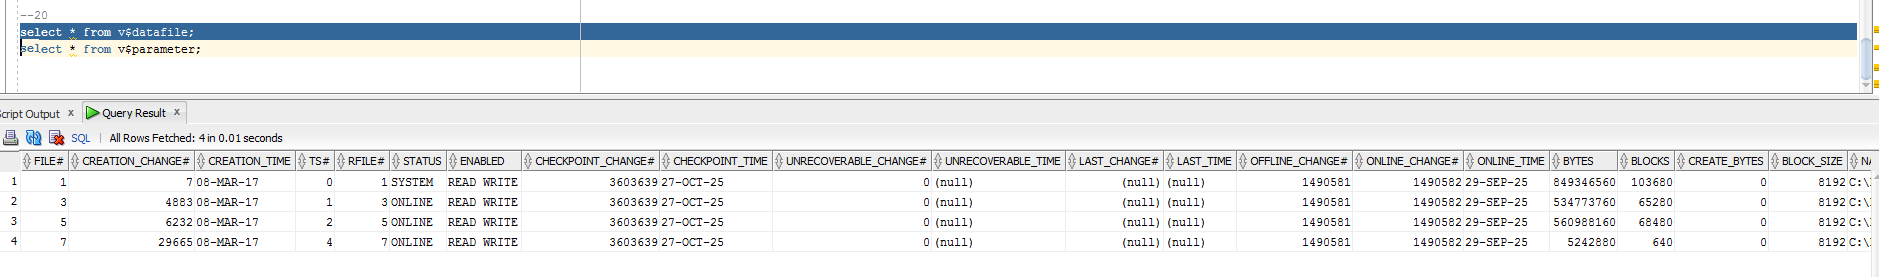 --20
select * from v$datafile;
select * from v$parameter;
Script Output x Query Result x
SQL | All Rows Fetched: 4 in 0.01 seconds
FILE# CREATION_CHANGE# CREATION_TIME TS# RFILE# STATUS ENABLED CHECKPOINT_CHANGE# CHECKPOINT_TIME UNRECOVERABLE_CHANGE# UNRECOVERABLE_TIME LAST_CHANGE# LAST_TIME OFFLINE_CHANGE# ONLINE_CHANGE# ONLINE_TIME BYTES BLOCKS CREATE_BYTES BLOCK_SIZE NA
1 1 7 08-MAR-17 0 1 SYSTEM READ WRITE 3603639 27-OCT-25 0 (null) (null) (null) 1490581 1490582 29-SEP-25 849346560 103680 0 8192 C:\
2 3 4883 08-MAR-17 1 3 ONLINE READ WRITE 3603639 27-OCT-25 0 (null) (null) (null) 1490581 1490582 29-SEP-25 534773760 65280 0 8192 C:\
3 5 6232 08-MAR-17 2 5 ONLINE READ WRITE 3603639 27-OCT-25 0 (null) (null) (null) 1490581 1490582 29-SEP-25 560988160 68480 0 8192 C:\
4 7 29665 08-MAR-17 4 7 ONLINE READ WRITE 3603639 27-OCT-25 0 (null) (null) (null) 1490581 1490582 29-SEP-25 5242880 640 0 8192 C:\